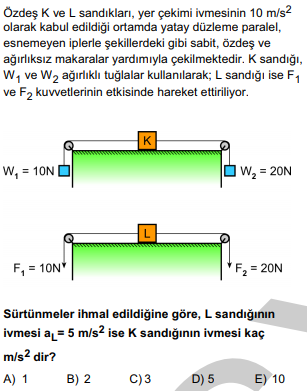 Özdeş K ve L sandıkları, yer çekimi ivmesinin 10 m/s²
olarak kabul edildiği ortamda yatay düzleme paralel,
esnemeyen iplerle şekillerdeki gibi sabit, özdeş ve
ağırlıksız makaralar yardımıyla çekilmektedir. K sandığı,
W₁ ve W₂ ağırlıklı tuğlalar kullanılarak; L sandığı ise F₁
ve F₂ kuvvetlerinin etkisinde hareket ettiriliyor.
K
W₁ = 10N
W₂ = 20N
L
F₁ = 10N
F₂ = 20N
Sürtünmeler ihmal edildiğine göre, L sandığının
ivmesi aL= 5 m/s² ise K sandığının ivmesi kaç
m/s² dir?
A) 1 B) 2 C) 3 D) 5 E) 10